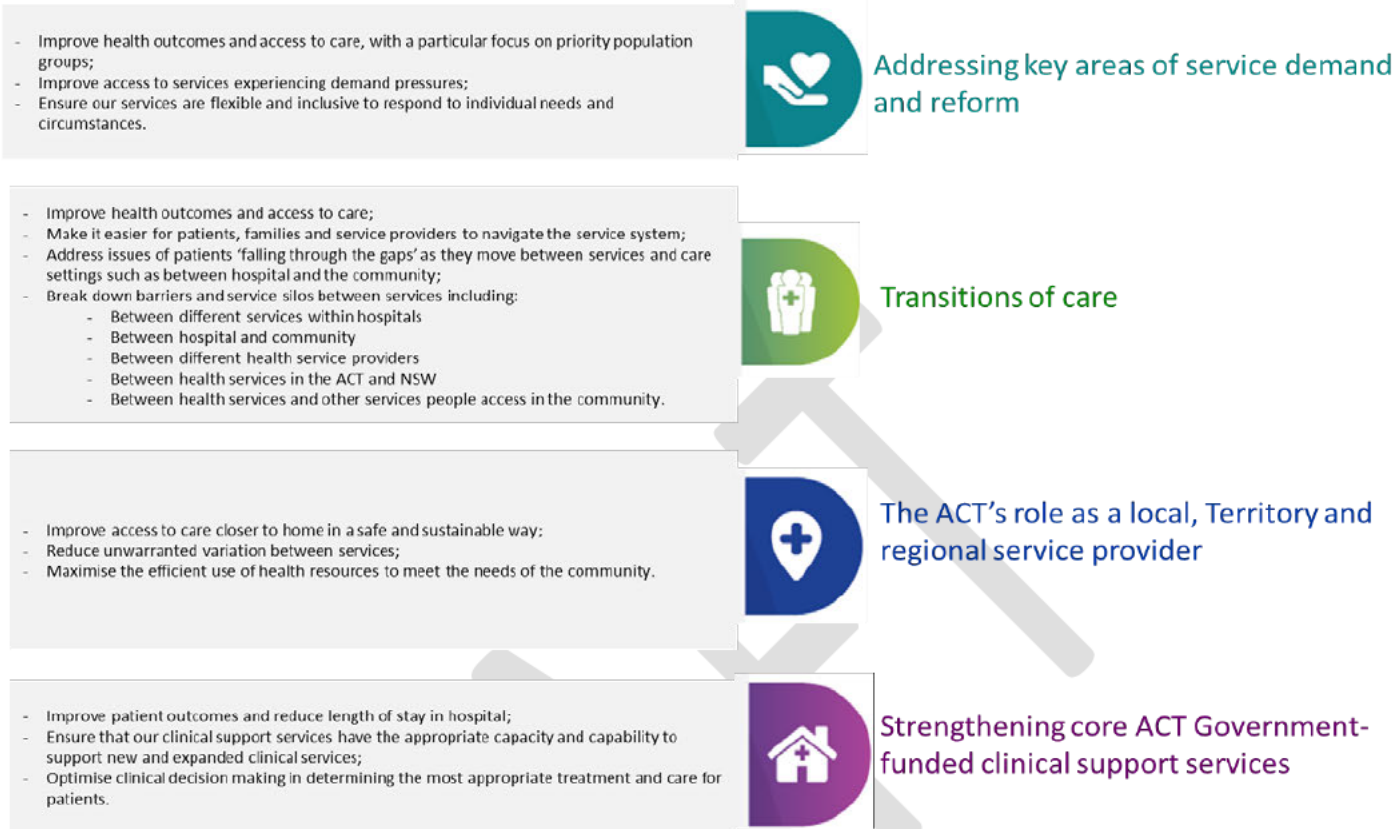 - Improve health outcomes and access to care, with a particular focus on priority population
groups;
- Improve access to services experiencing demand pressures;
- Ensure our services are flexible and inclusive to respond to individual needs and
circumstances.
Addressing key areas of service demand
and reform
- Improve health outcomes and access to care;
- Make it easier for patients, families and service providers to navigate the service system;
- Address issues of patients ‘falling through the gaps’ as they move between services and care
settings such as between hospital and the community;
- Break down barriers and service silos between services including:
- Between different services within hospitals
- Between hospital and community
- Between different health service providers
- Between health services in the ACT and NSW
- Between health services and other services people access in the community.
Transitions of care
- Improve access to care closer to home in a safe and sustainable way;
- Reduce unwarranted variation between services;
- Maximise the efficient use of health resources to meet the needs of the community.
The ACT’s role as a local, Territory and
regional service provider
- Improve patient outcomes and reduce length of stay in hospital;
- Ensure that our clinical support services have the appropriate capacity and capability to
support new and expanded clinical services;
- Optimise clinical decision making in determining the most appropriate treatment and care for
patients.
Strengthening core ACT Government-
funded clinical support services